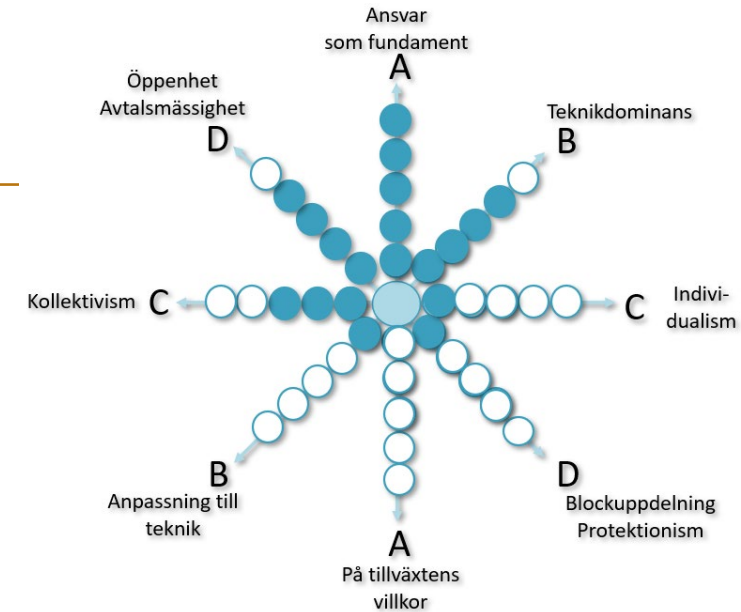 Ansvar
som fundament
A
Öppenhet
Avtalsmässighet
D
Teknikdominans
B
Kollektivism C
C Indivi-
dualism
B
Anpassning till
teknik
D
Blockuppdelning
Protektionism
A
På tillväxtens
villkor